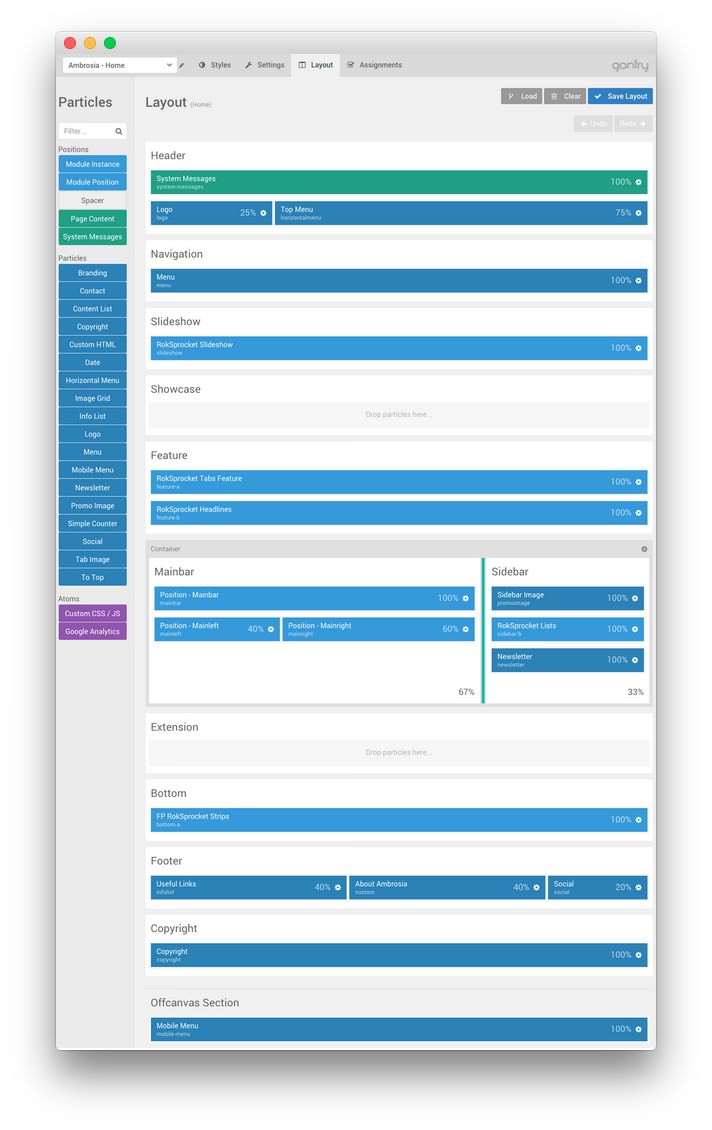 Ambrosia - Home
Styles
Settings
Layout
Assignments
gantry
Particles
Filter...
Positions
Module Instance
Module Position
Spacer
Page Content
System Messages
Particles
Branding
Contact
Content List
Copyright
Custom HTML
Date
Horizontal Menu
Image Grid
Info List
Logo
Menu
Mobile Menu
Newsletter
Promo Image
Simple Counter
Social
Tab Image
To Top
Atoms
Custom CSS / JS
Google Analytics
Layout (Home)
Load
Clear
Save Layout
Undo
Redo
Header
System Messages
system-messages
100%
Logo
logo
25%
Top Menu
horizontalmenu
75%
Navigation
Menu
menu
100%
Slideshow
RokSprocket Slideshow
slideshow
100%
Showcase
Drop particles here...
Feature
RokSprocket Tabs Feature
feature-a
100%
RokSprocket Headlines
feature-b
100%
Container
Mainbar
Position - Mainbar
mainbar
100%
Position - Mainleft
mainleft
40%
Position - Mainright
mainright
60%
67%
Sidebar
Sidebar Image
promoimage
100%
RokSprocket Lists
sidebar-b
100%
Newsletter
newsletter
100%
33%
Extension
Drop particles here...
Bottom
FP RokSprocket Strips
bottom-a
100%
Footer
Useful Links
infolist
40%
About Ambrosia
custom
40%
Social
social
20%
Copyright
Copyright
copyright
100%
Offcanvas Section
Mobile Menu
mobile-menu
100%